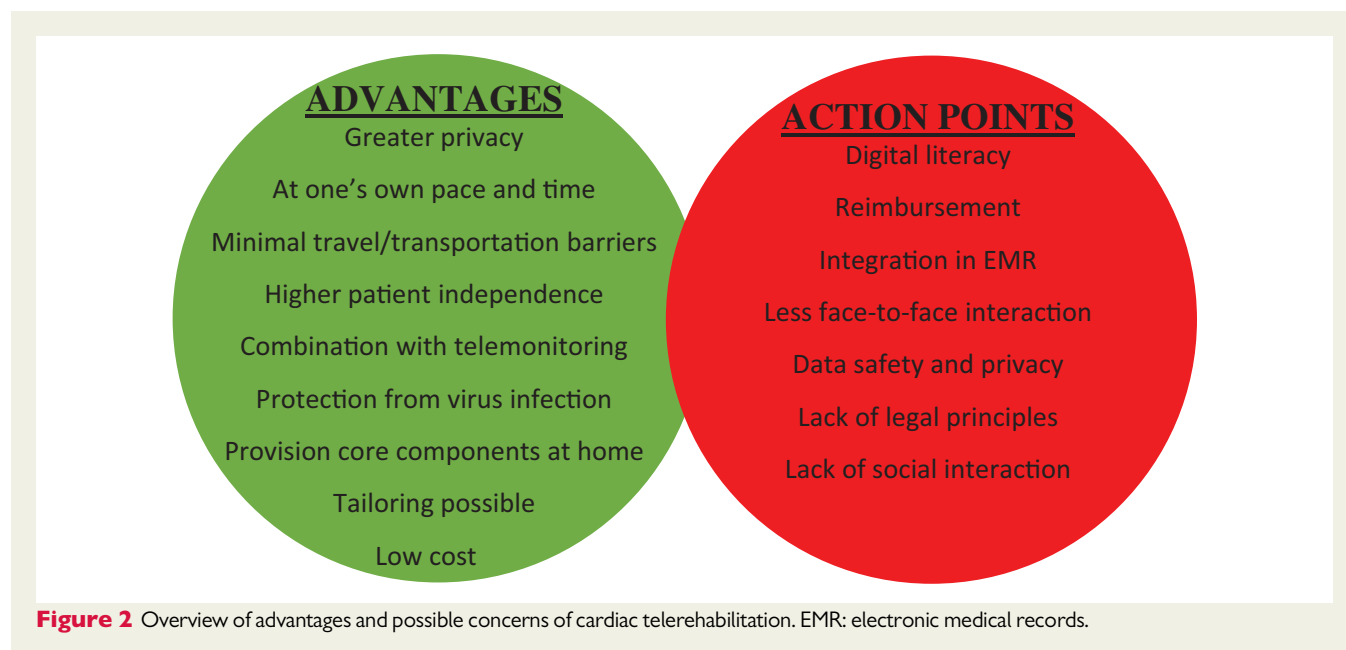 ADVANTAGES
Greater privacy
At one's own pace and time
Minimal travel/transportation barriers
Higher patient independence
Combination with telemonitoring
Protection from virus infection
Provision core components at home
Tailoring possible
Low cost
ACTION POINTS
Digital literacy
Reimbursement
Integration in EMR
Less face-to-face interaction
Data safety and privacy
Lack of legal principles
Lack of social interaction
Figure 2 Overview of advantages and possible concerns of cardiac telerehabilitation. EMR: electronic medical records.